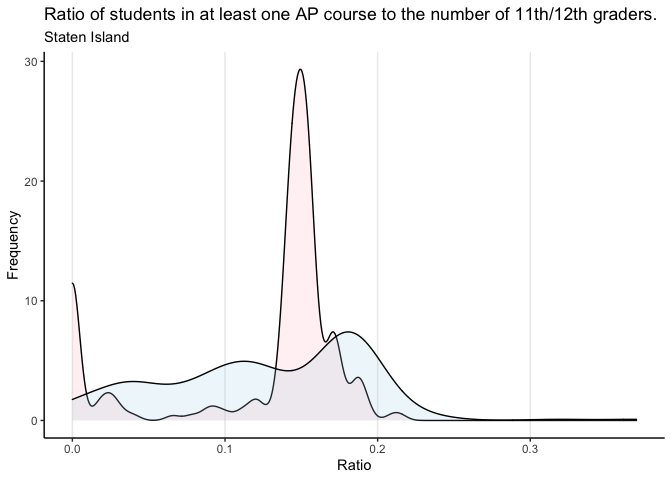 Ratio of students in at least one AP course to the number of 11th/12th graders.
Staten Island
30
20
10
0
Frequency
0.0 0.1 0.2 0.3
Ratio